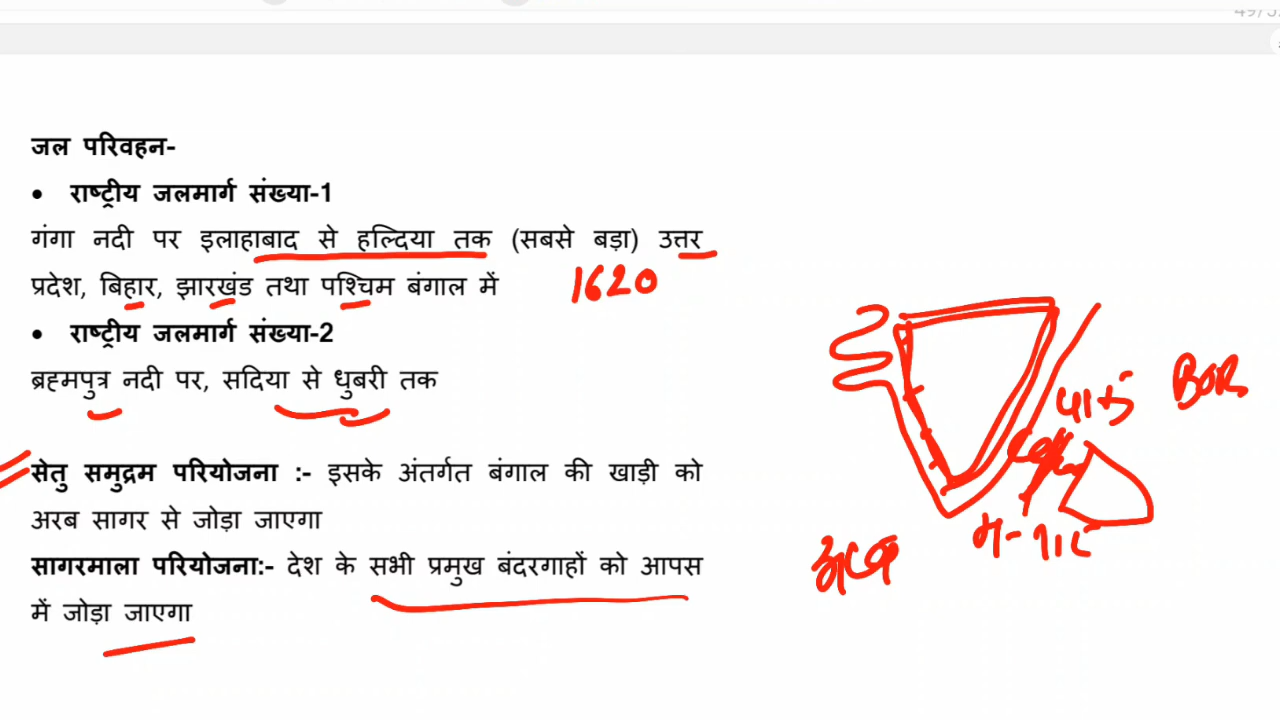 जल परिवहन-
• राष्ट्रीय जलमार्ग संख्या-1
गंगा नदी पर इलाहाबाद से हल्दिया तक (सबसे बड़ा) उत्तर
प्रदेश, बिहार, झारखंड तथा पश्चिम बंगाल में
1620
• राष्ट्रीय जलमार्ग संख्या-2
ब्रह्मपुत्र नदी पर, सदिया से धुबरी तक
सेतु समुद्रम परियोजना :- इसके अंतर्गत बंगाल की खाड़ी को
अरब सागर से जोड़ा जाएगा
सागरमाला परियोजना:- देश के सभी प्रमुख बंदरगाहों को आपस
में जोड़ा जाएगा